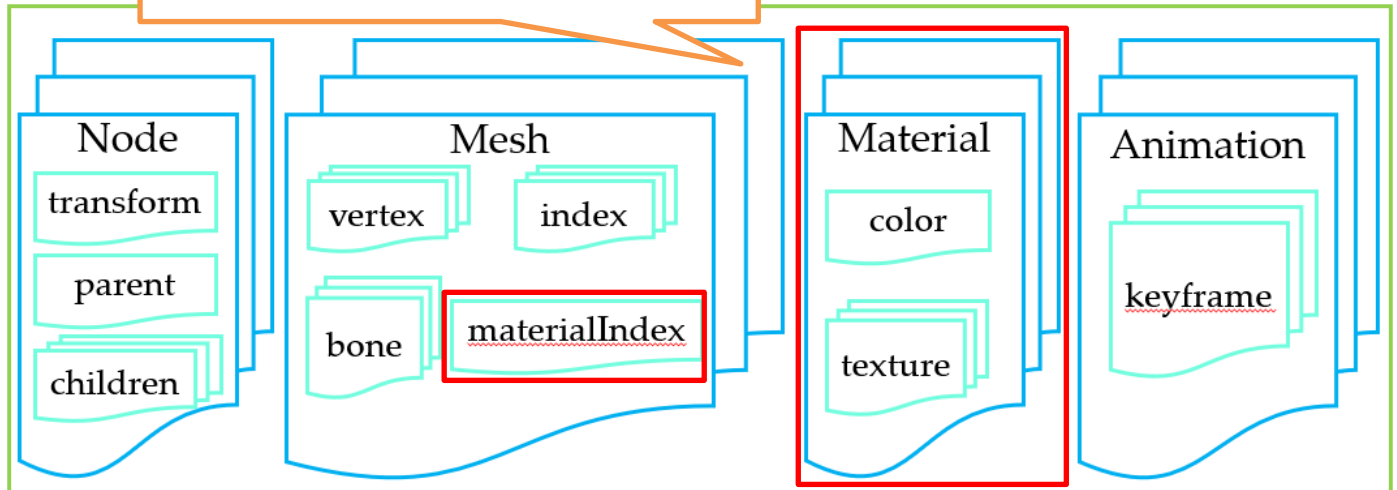 Node
transform
parent
children
Mesh
vertex
index
bone
materialIndex
Material
color
texture
Animation
keyframe